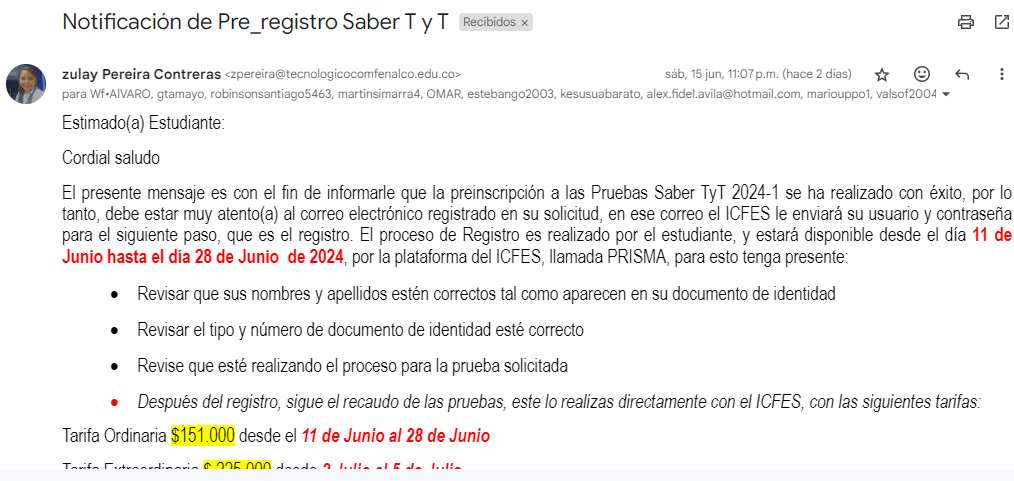 Notificación de Pre_registro Saber T y T Recibidos ×
zulay Pereira Contreras <zpereira@tecnologicocomfenalco.edu.co> sáb, 15 jun, 11:07 p.m. (hace 2 días)
para Wf•AlVARO, gtamayo, robinsonsantiago5463, martinsimarra4, OMAR, estebango2003, kesusuabarato, alex.fidel.avila@hotmail.com, mariouppo1, valsof2004
Estimado(a) Estudiante:
Cordial saludo
El presente mensaje es con el fin de informarle que la preinscripción a las Pruebas Saber TyT 2024-1 se ha realizado con éxito, por lo
tanto, debe estar muy atento(a) al correo electrónico registrado en su solicitud, en ese correo el ICFES le enviará su usuario y contraseña
para el siguiente paso, que es el registro. El proceso de Registro es realizado por el estudiante, y estará disponible desde el día 11 de
Junio hasta el día 28 de Junio de 2024, por la plataforma del ICFES, llamada PRISMA, para esto tenga presente:
• Revisar que sus nombres y apellidos estén correctos tal como aparecen en su documento de identidad
• Revisar el tipo y número de documento de identidad esté correcto
• Revise que esté realizando el proceso para la prueba solicitada
• Después del registro, sigue el recaudo de las pruebas, este lo realizas directamente con el ICFES, con las siguientes tarifas:
Tarifa Ordinaria $151.000 desde el 11 de Junio al 28 de Junio
Tarifa Extraordinaria $ 225.000 desde 2 Julio al 5 de Julio